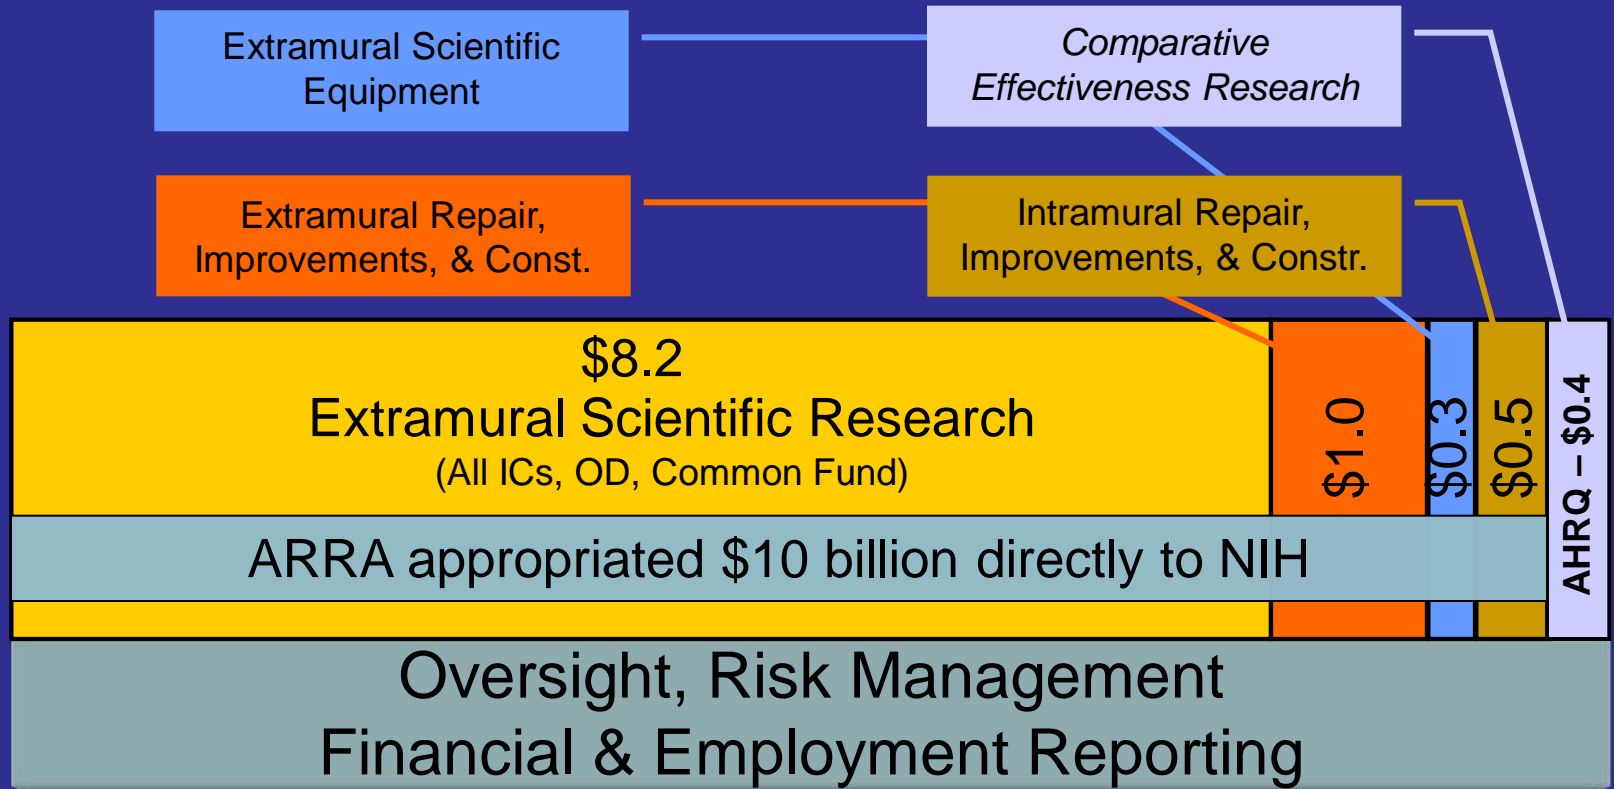 Extramural Scientific
Equipment
Comparative
Effectiveness Research
Extramural Repair,
Improvements, & Const.
Intramural Repair,
Improvements, & Constr.
$8.2
Extramural Scientific Research
(All ICs, OD, Common Fund)
$1.0
$0.3
$0.5
AHRQ – $0.4
ARRA appropriated $10 billion directly to NIH
Oversight, Risk Management
Financial & Employment Reporting